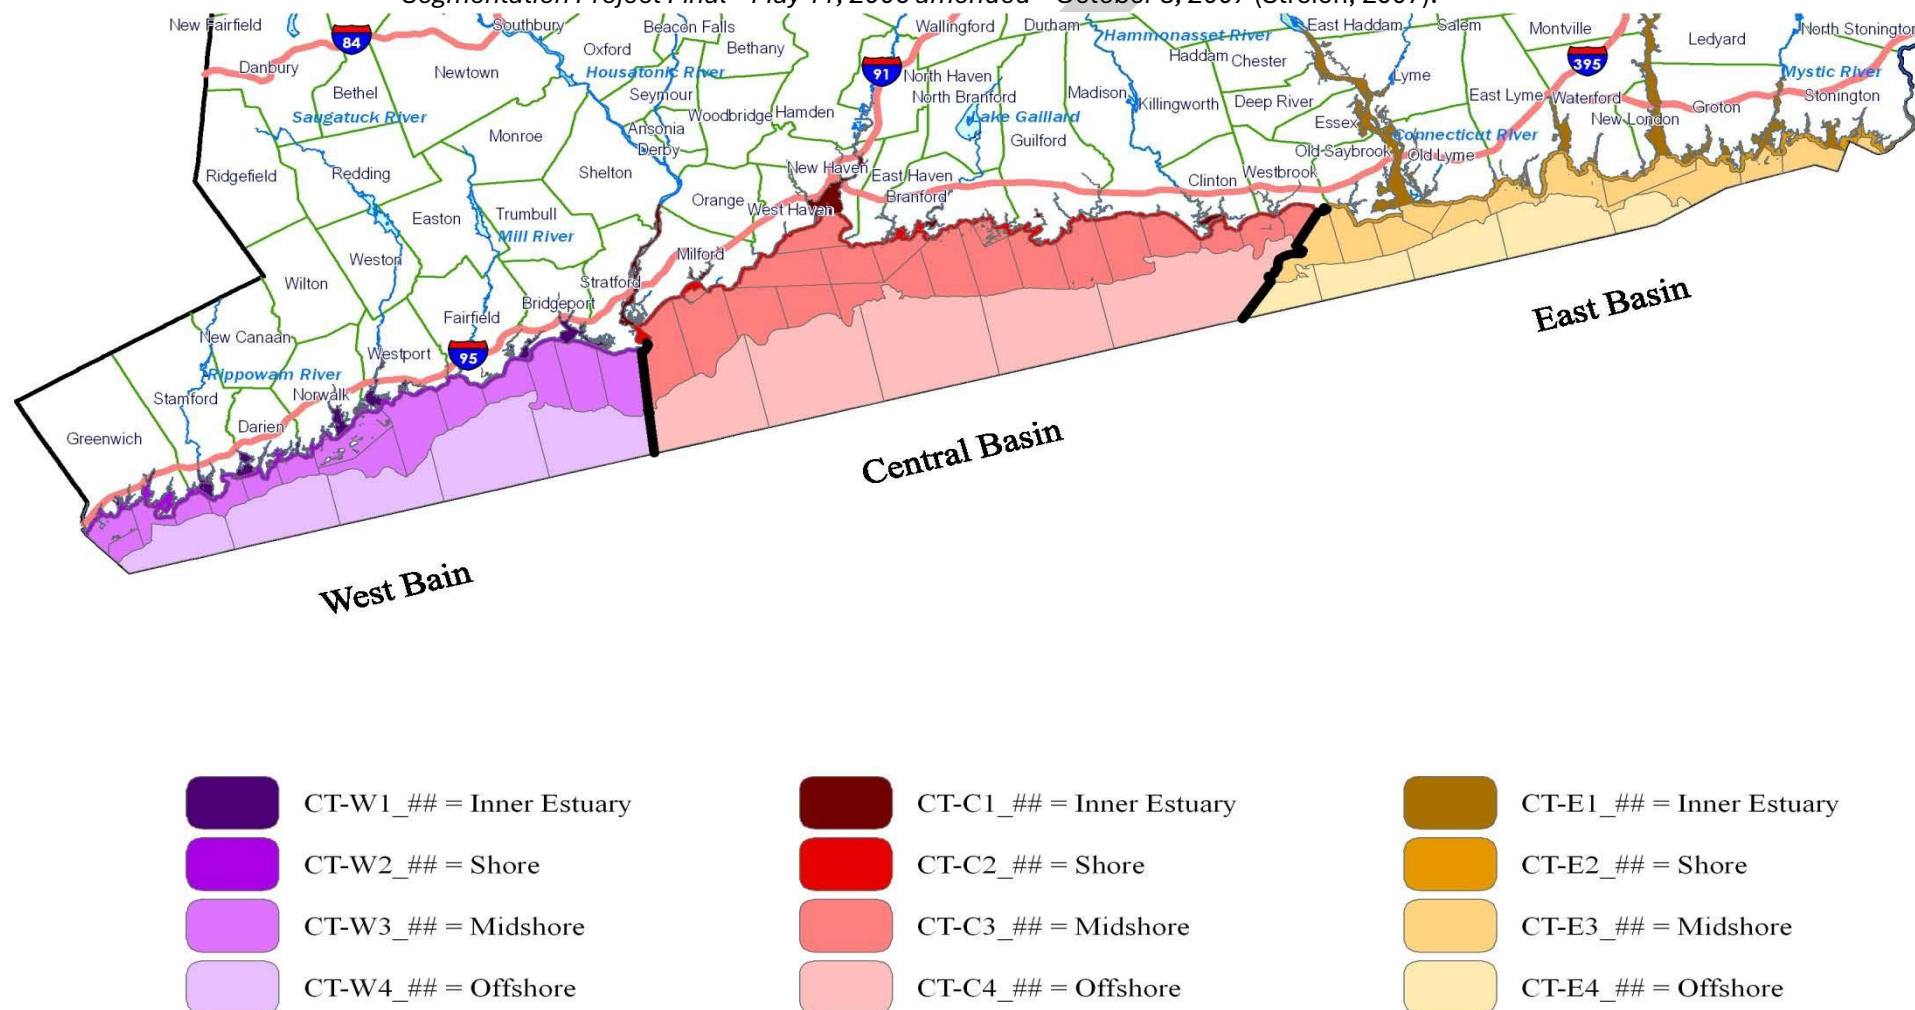 Segmentation Project Final – May 11, 2006 amended – October 3, 2007 (Streich, 2007).
New Fairfield
Southbury
Beacon Falls
Wallingford
Durham
Hammonasset River
East Haddam
Salem
Montville
Ledyard
North Stonington
84
Oxford
Bethany
Danbury
Newtown
Housatonic River
91
North Haven
Haddam
Chester
Lyme
395
Mystic River
Bethel
Seymour
North Branford
Madison
Killingworth
Deep River
East Lyme
Waterford
Groton
Stonington
Saugatuck River
Woodbridge
Hamden
Lake Gaillard
Essex
New London
Monroe
Ansonia
Guilford
Connecticut River
Derby
Old Saybrook
Old Lyme
Ridgefield
Redding
Shelton
New Haven
East Haven
Clinton
Westbrook
Branford
Easton
Trumbull
Orange
West Haven
Mill River
Weston
Milford
Wilton
Stratford
Bridgeport
East Basin
New Canaan
Fairfield
Westport
95
Rippowam River
Stamford
Norwalk
Darien
Greenwich
Central Basin
West Bain
CT-W1_## = Inner Estuary
CT-C1_## = Inner Estuary
CT-E1_## = Inner Estuary
CT-W2_## = Shore
CT-C2_## = Shore
CT-E2_## = Shore
CT-W3_## = Midshore
CT-C3_## = Midshore
CT-E3_## = Midshore
CT-W4_## = Offshore
CT-C4_## = Offshore
CT-E4_## = Offshore